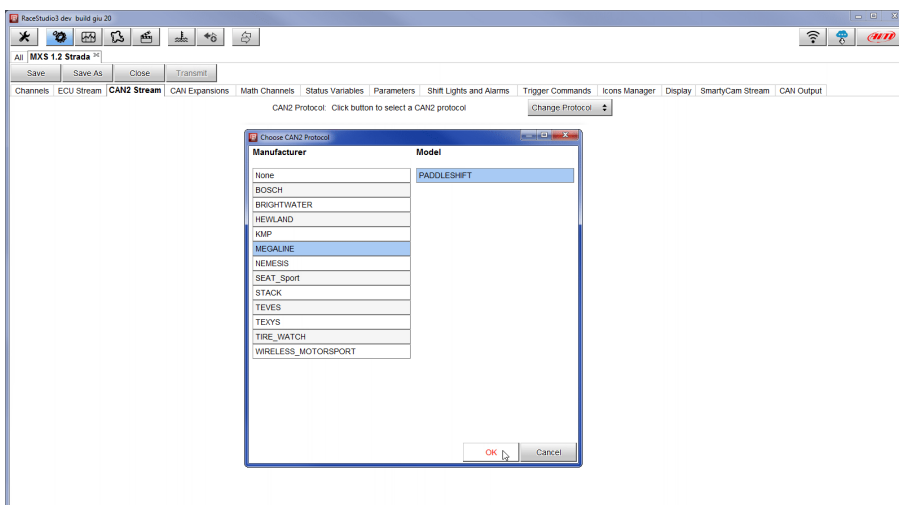 RaceStudio3 dev build giu 20
AiM
All MXS 1.2 Strada
Save Save As Close Transmit
Channels ECU Stream CAN2 Stream CAN Expansions Math Channels Status Variables Parameters Shift Lights and Alarms Trigger Commands Icons Manager Display SmartyCam Stream CAN Output
CAN2 Protocol: Click button to select a CAN2 protocol Change Protocol
Choose CAN2 Protocol
Manufacturer Model
None PADDLESHIFT
BOSCH
BRIGHTWATER
HEWLAND
KMP
MEGALINE
NEMESIS
SEAT_Sport
STACK
TEVES
TEXYS
TIRE_WATCH
WIRELESS_MOTORSPORT
OK Cancel